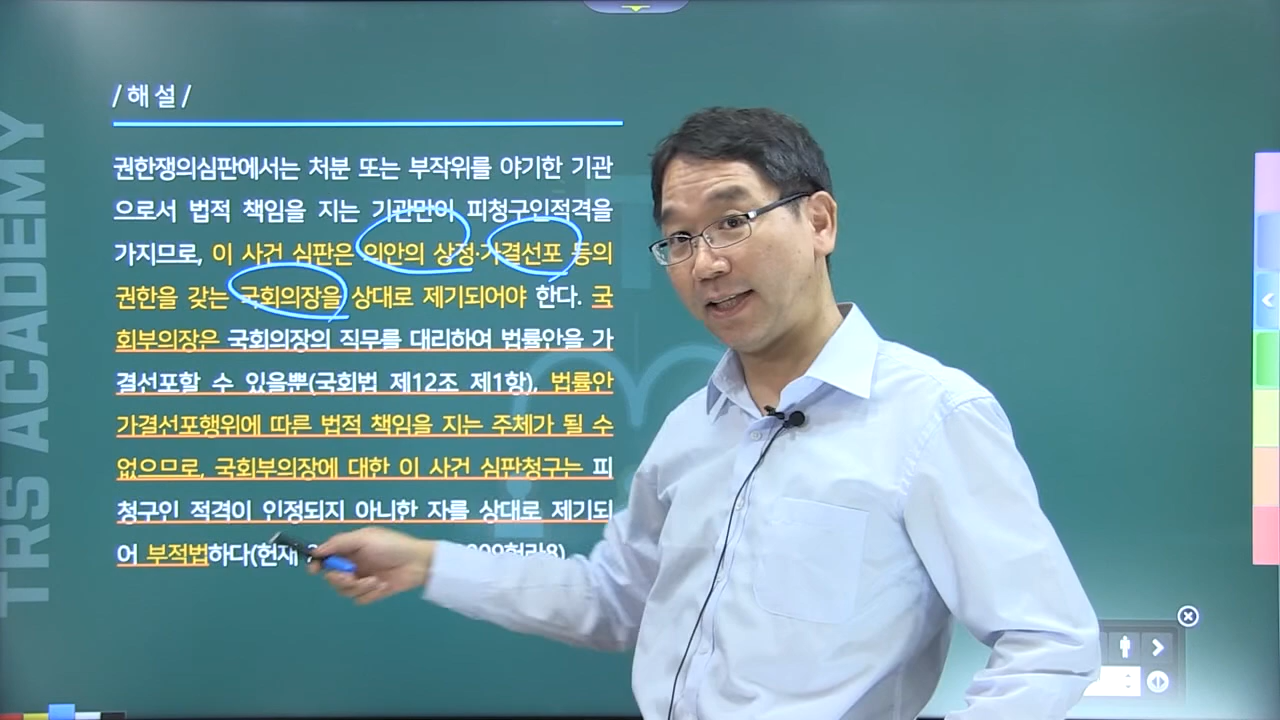 / 해 설 /
권한쟁의심판에서는 처분 또는 부작위를 야기한 기관
으로서 법적 책임을 지는 기관만이 피청구인적격을
가지므로, 이 사건 심판은 의안의 상정·가결선포 등의
권한을 갖는 국회의장을 상대로 제기되어야 한다. 국
회부의장은 국회의장의 직무를 대리하여 법률안을 가
결선포할 수 있을뿐(국회법 제12조 제1항), 법률안
가결선포행위에 따른 법적 책임을 지는 주체가 될 수
없으므로, 국회부의장에 대한 이 사건 심판청구는 피
청구인 적격이 인정되지 아니한 자를 상대로 제기되
어 부적법하다(헌재
TRS ACADEMY